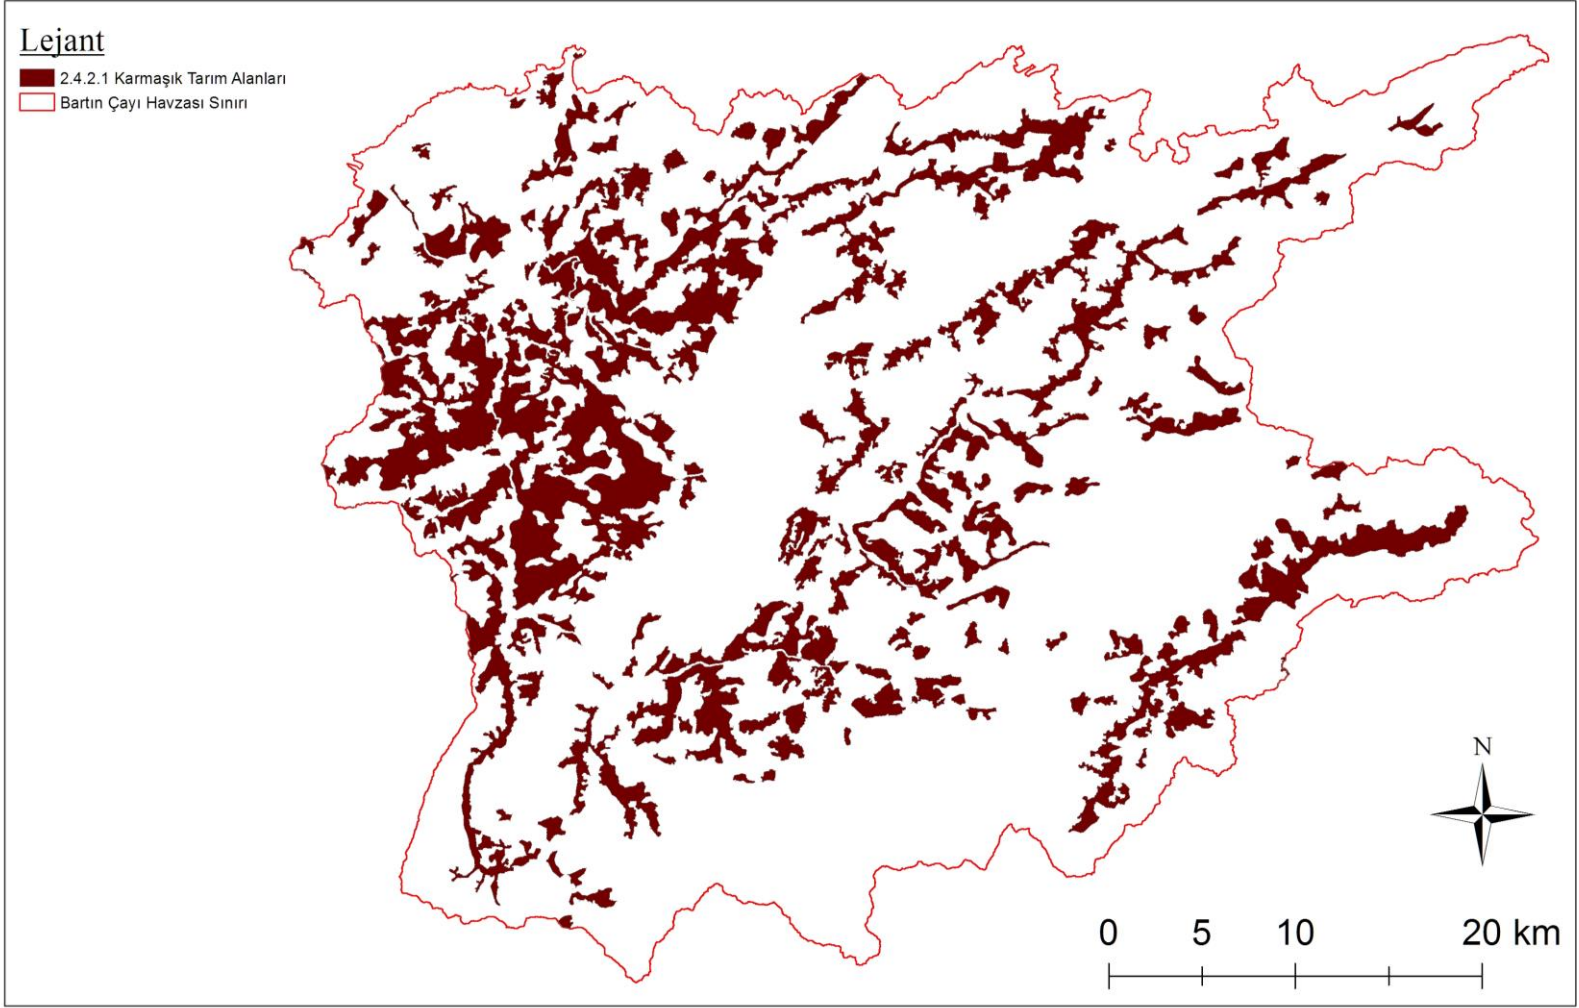 Lejant
2.4.2.1 Karmaşık Tarım Alanları
Bartın Çayı Havzası Sınırı
N
0 5 10 20 km